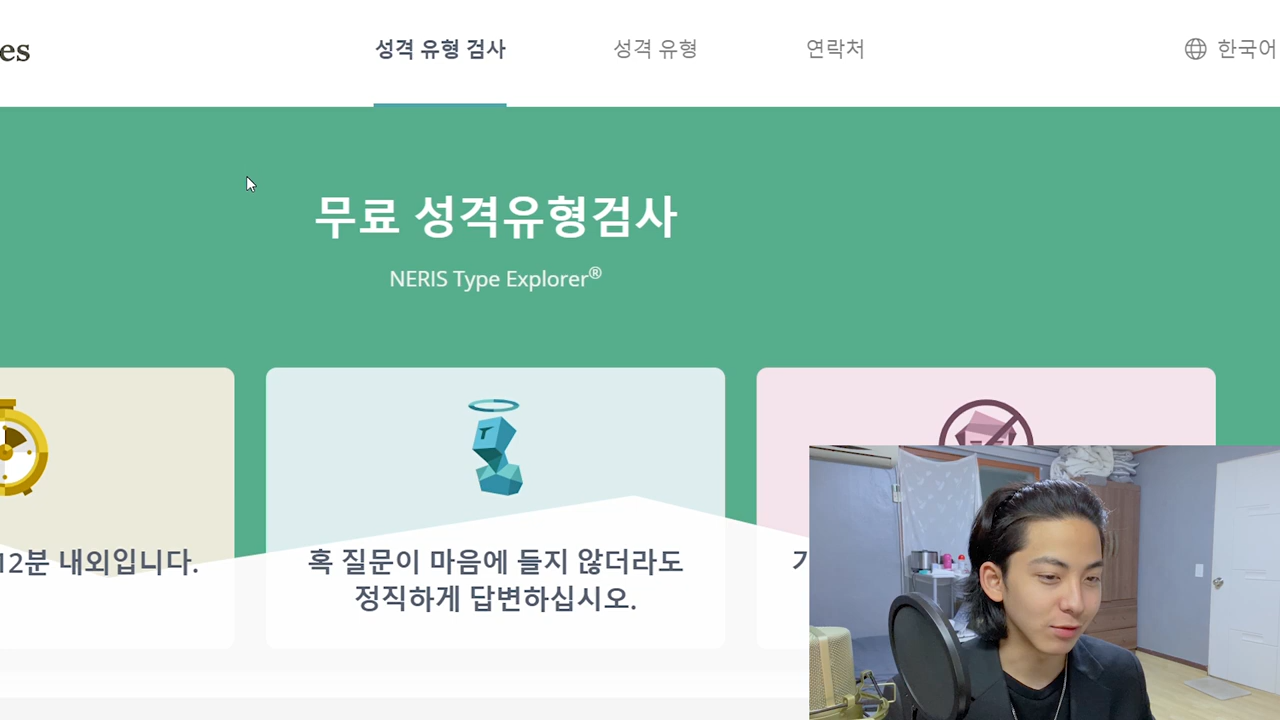 es
성격 유형 검사
성격 유형
연락처
한국어
무료 성격유형검사
NERIS Type Explorer®
12분 내외입니다.
혹 질문이 마음에 들지 않더라도
정직하게 답변하십시오.